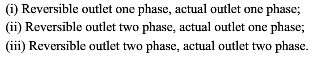 (i) Reversible outlet one phase, actual outlet one phase;
(ii) Reversible outlet two phase, actual outlet one phase;
(iii) Reversible outlet two phase, actual outlet two phase.